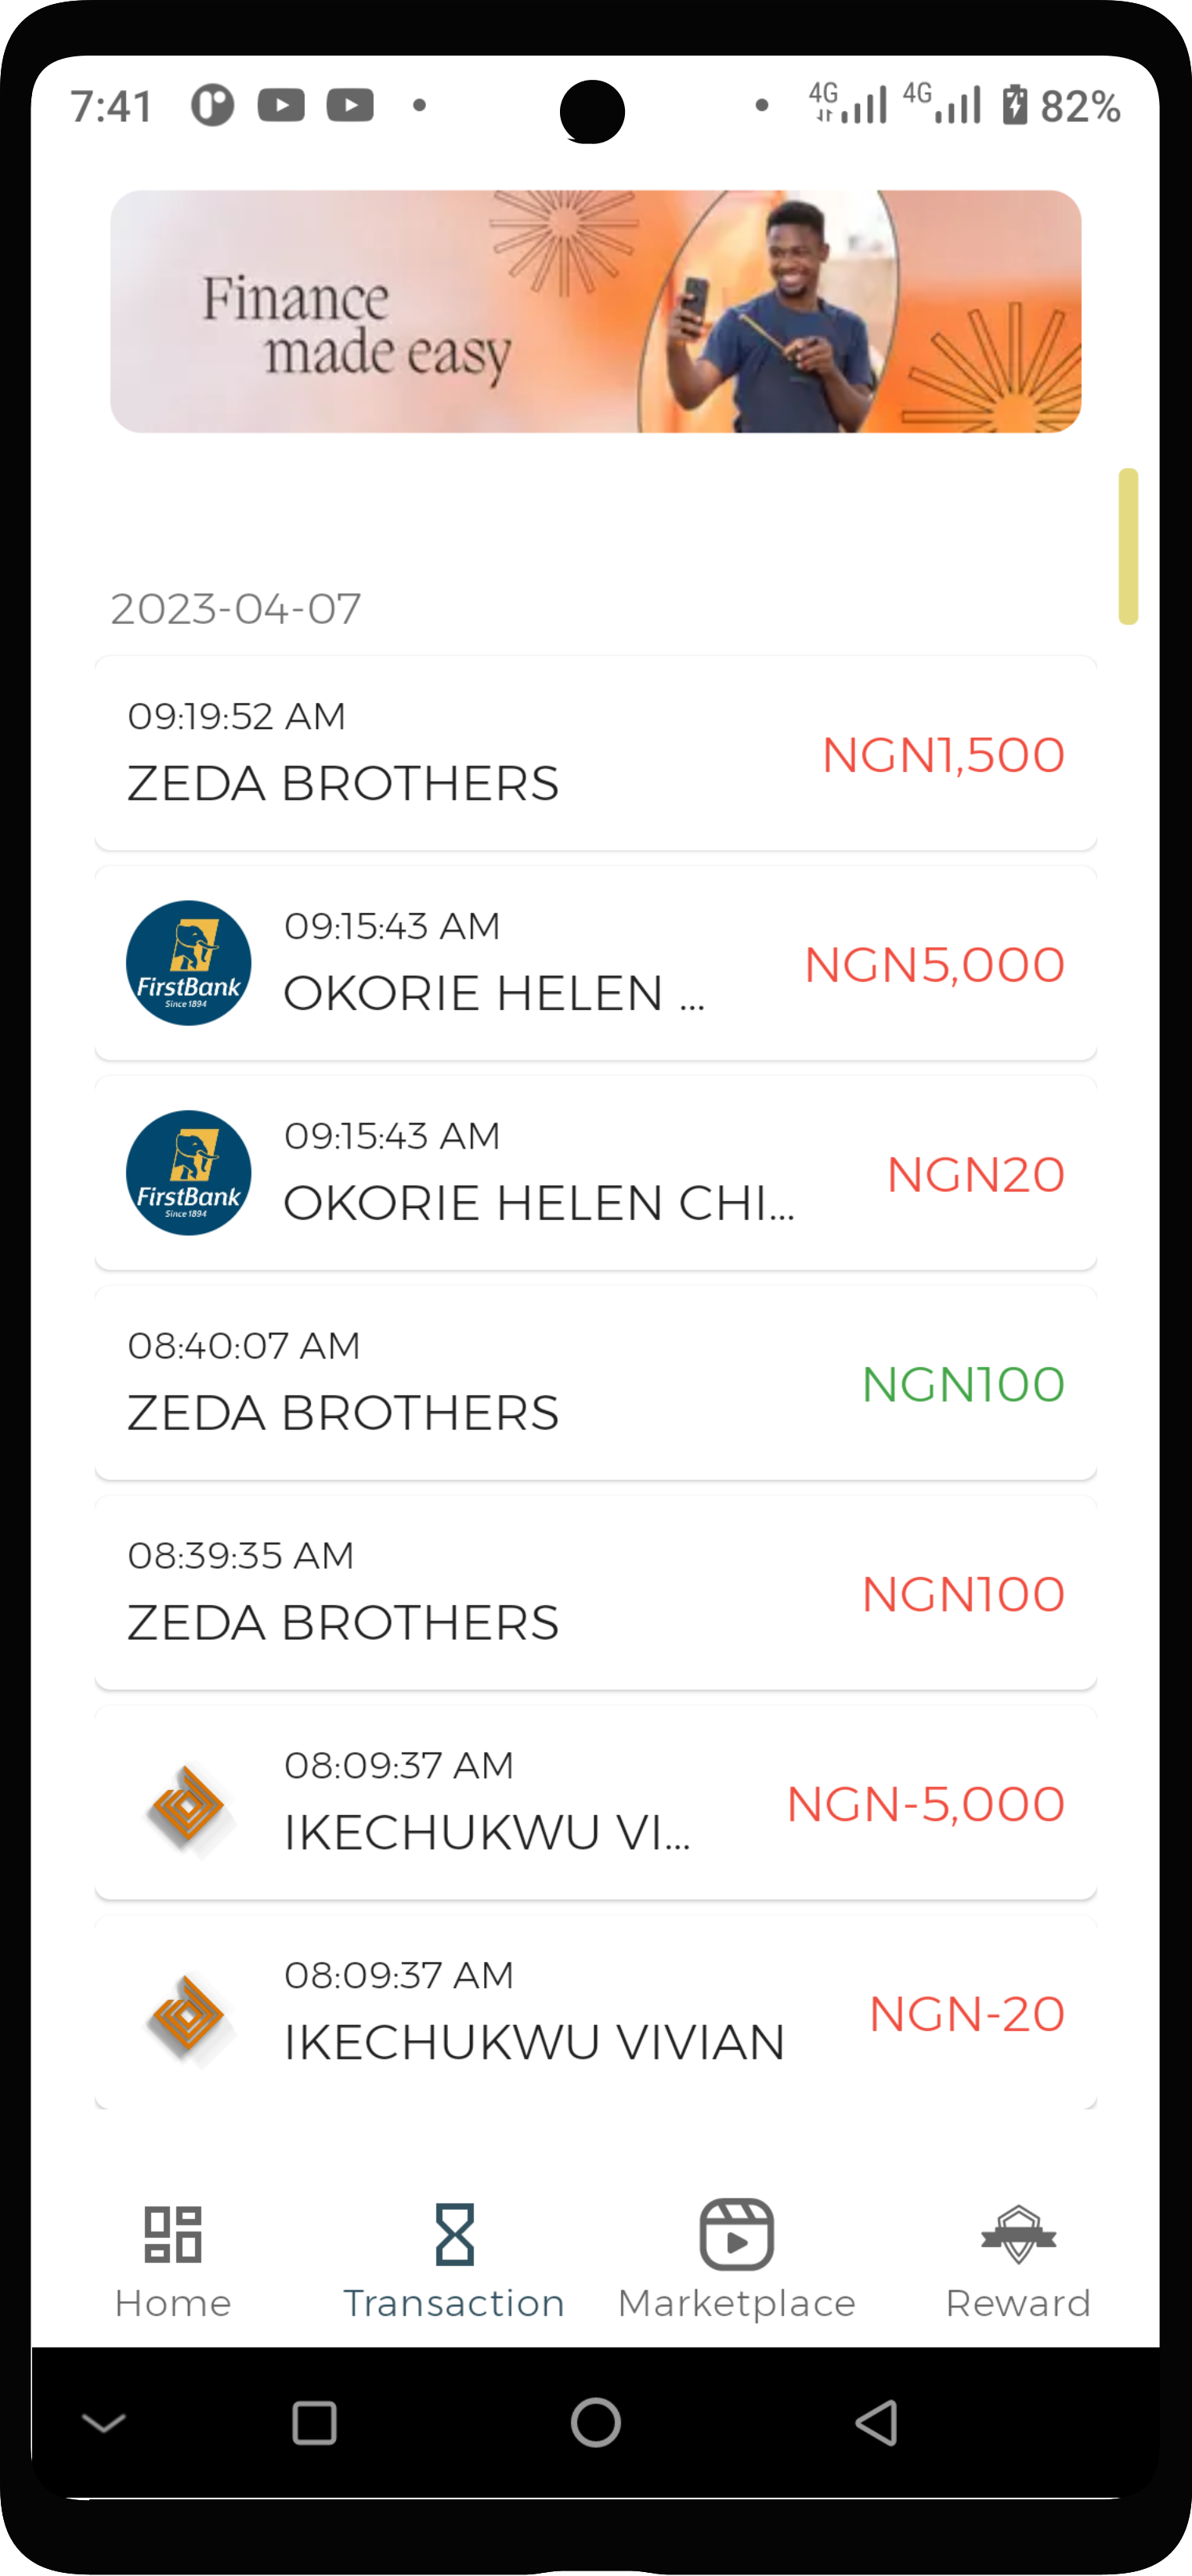 7:41
4G 4G 82%
Finance
made easy
2023-04-07
09:19:52 AM
ZEDA BROTHERS
NGN1,500
FirstBank
Since 1894
09:15:43 AM
OKORIE HELEN ...
NGN5,000
FirstBank
Since 1894
09:15:43 AM
OKORIE HELEN CHI...
NGN20
08:40:07 AM
ZEDA BROTHERS
NGN100
08:39:35 AM
ZEDA BROTHERS
NGN100
08:09:37 AM
IKECHUKWU VI...
NGN-5,000
08:09:37 AM
IKECHUKWU VIVIAN
NGN-20
Home Transaction Marketplace Reward